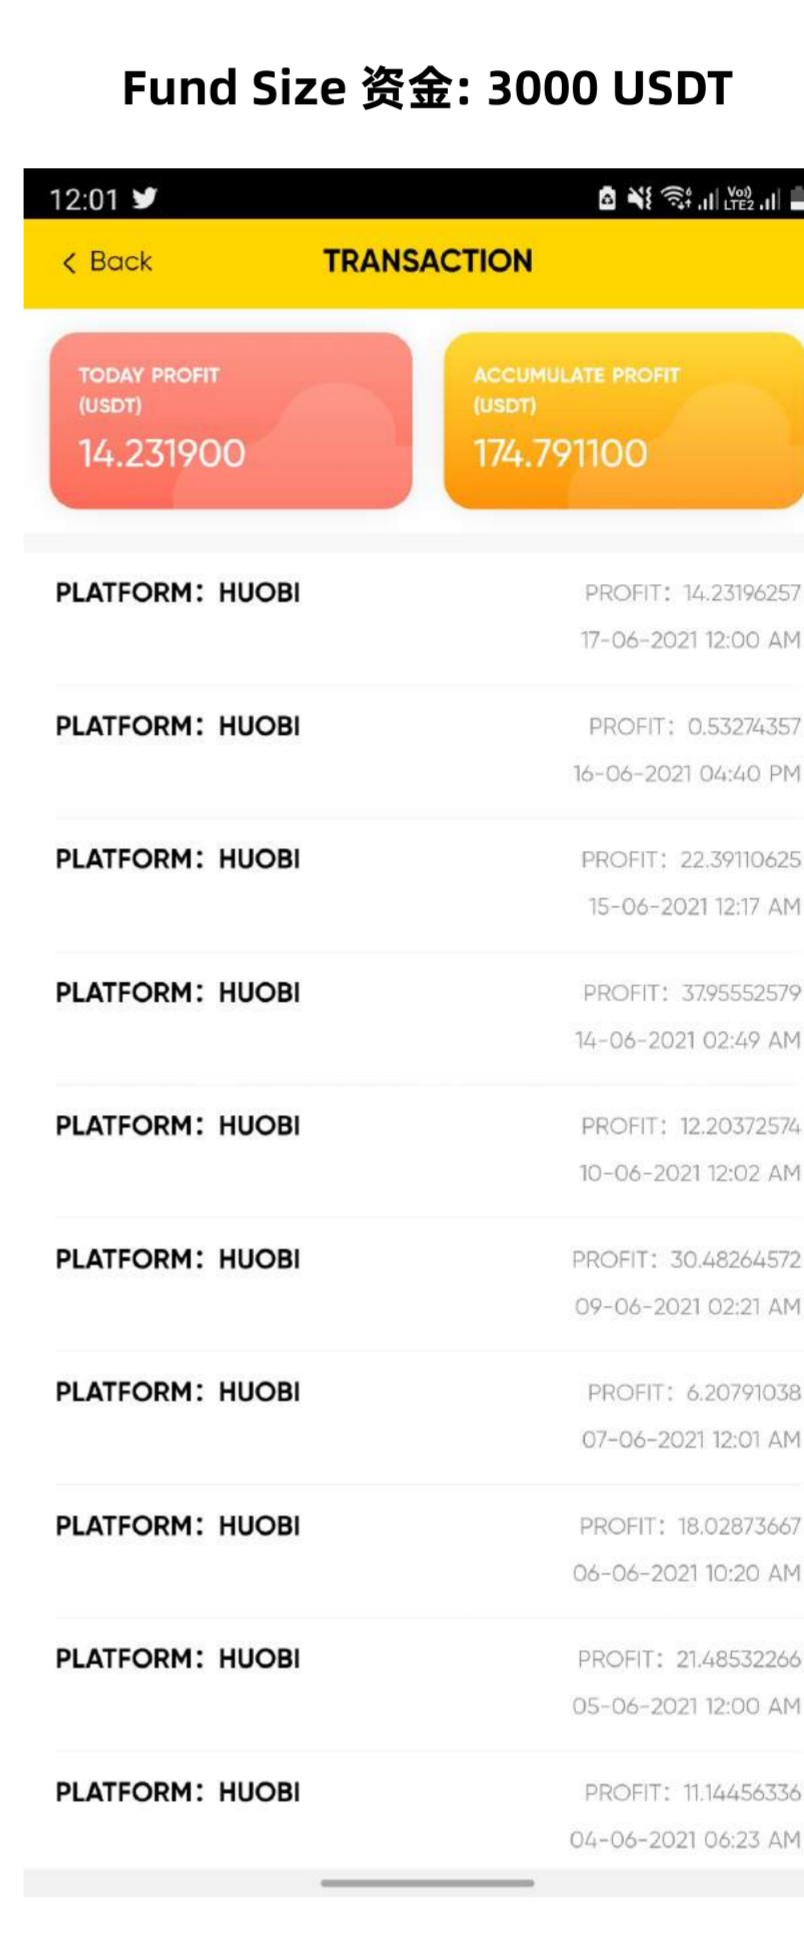 Fund Size 资金: 3000 USDT
12:01
Vo))
LTE2
< Back
TRANSACTION
TODAY PROFIT
(USDT)
14.231900
ACCUMULATE PROFIT
(USDT)
174.791100
PLATFORM: HUOBI
PROFIT: 14.23196257
17-06-2021 12:00 AM
PLATFORM: HUOBI
PROFIT: 0.53274357
16-06-2021 04:40 PM
PLATFORM: HUOBI
PROFIT: 22.39110625
15-06-2021 12:17 AM
PLATFORM: HUOBI
PROFIT: 37.95552579
14-06-2021 02:49 AM
PLATFORM: HUOBI
PROFIT: 12.20372574
10-06-2021 12:02 AM
PLATFORM: HUOBI
PROFIT: 30.48264572
09-06-2021 02:21 AM
PLATFORM: HUOBI
PROFIT: 6.20791038
07-06-2021 12:01 AM
PLATFORM: HUOBI
PROFIT: 18.02873667
06-06-2021 10:20 AM
PLATFORM: HUOBI
PROFIT: 21.48532266
05-06-2021 12:00 AM
PLATFORM: HUOBI
PROFIT: 11.14456336
04-06-2021 06:23 AM